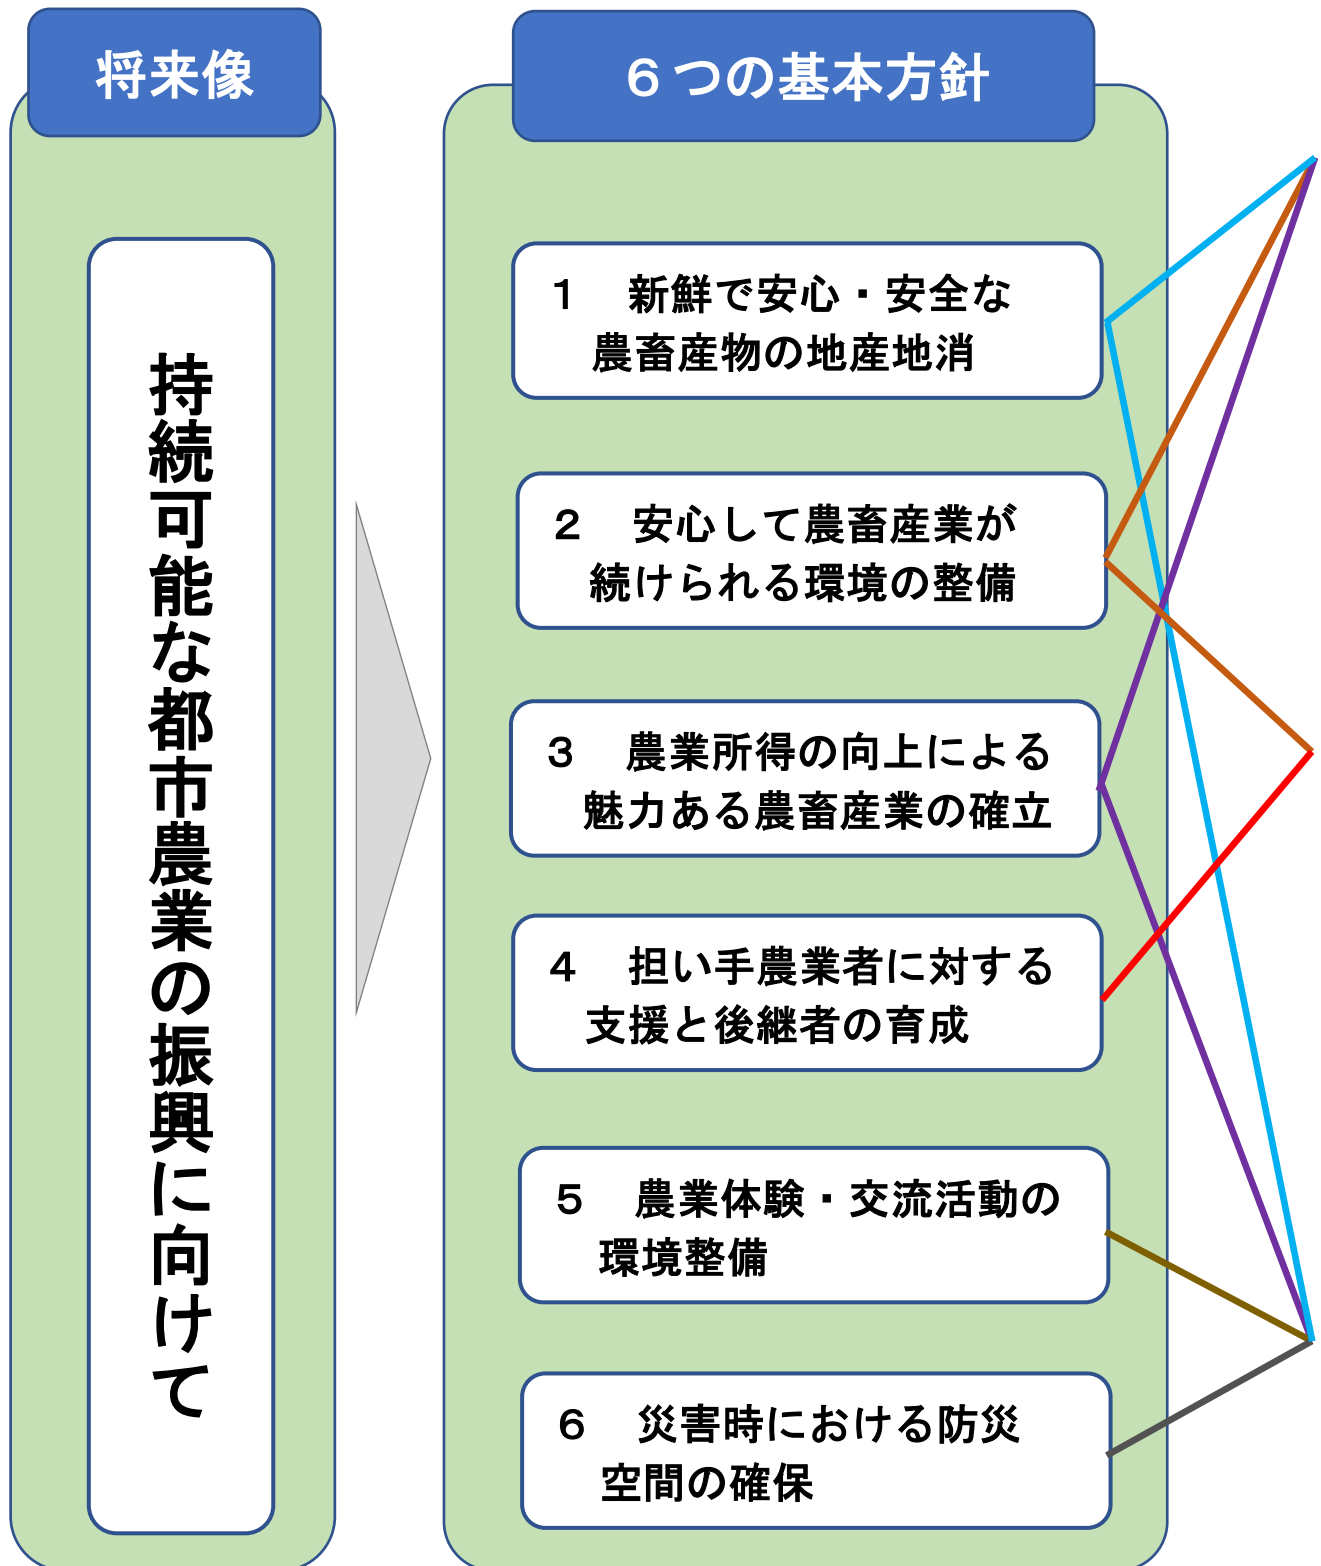 将来像
持続可能な都市農業の振興に向けて
６つの基本方針
１　新鮮で安心・安全な
農畜産物の地産地消
２　安心して農畜産業が
続けられる環境の整備
３　農業所得の向上による
魅力ある農畜産業の確立
４　担い手農業者に対する
支援と後継者の育成
５　農業体験・交流活動の
環境整備
６　災害時における防災
空間の確保